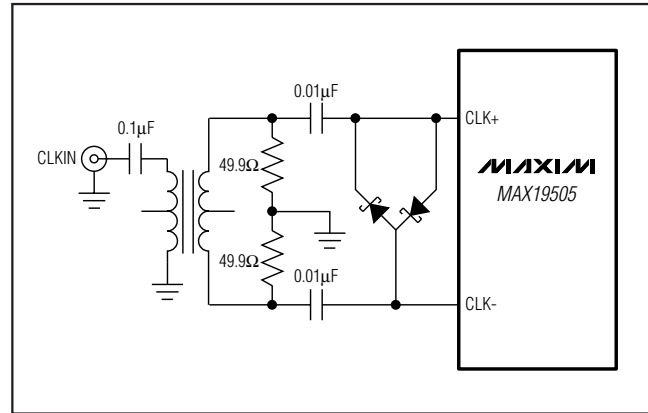 0.01μF
0.1μF
CLK+
CLKIN
49.9Ω
MAXIM
MAX19505
49.9Ω
0.01μF
CLK-